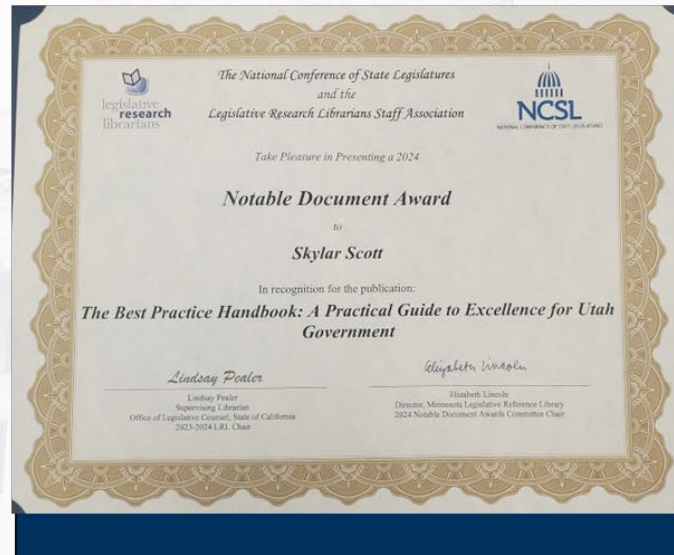 legislative
research
librarians
The National Conference of State Legislatures
and the
Legislative Research Librarians Staff Association
NCSL
NATIONAL CONFERENCE OF STATE LEGISLATURES
Take Pleasure in Presenting a 2024
Notable Document Award
to
Skylar Scott
In recognition for the publication:
The Best Practice Handbook: A Practical Guide to Excellence for Utah
Government
Lindsay Pealer
Lindsay Pealer
Supervising Librarian
Office of Legislative Counsel, State of California
2023-2024 LRL Chair
Elizabeth Lincoln
Elizabeth Lincoln
Director, Minnesota Legislative Reference Library
2024 Notable Document Awards Committee Chair